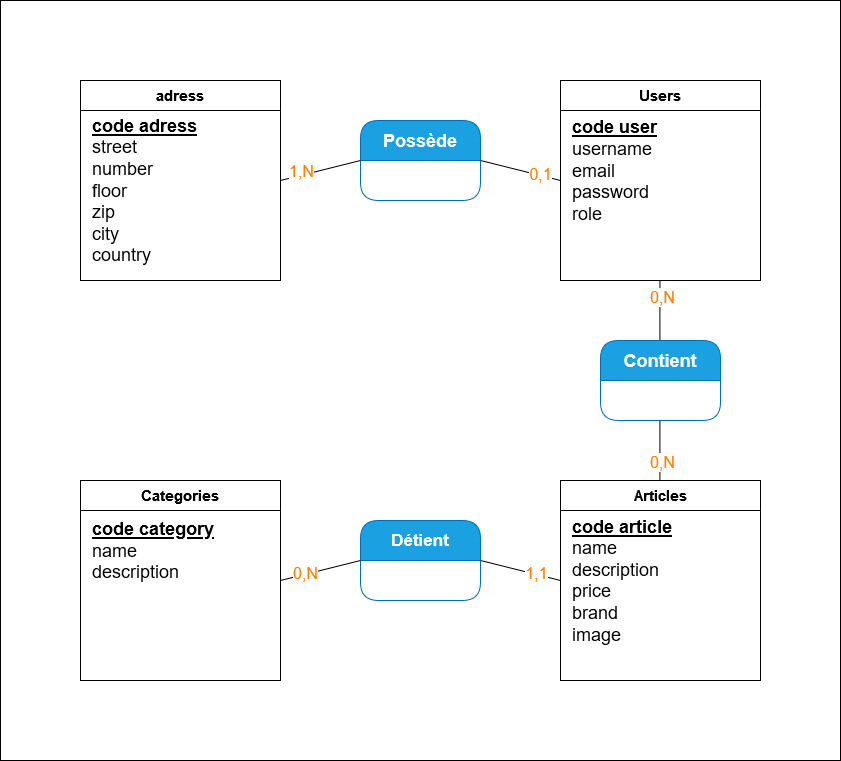 adress
code adress
street
number
floor
zip
city
country
1,N
Possède
0,1
Users
code user
username
email
password
role
0,N
Contient
0,N
Categories
code category
name
description
0,N
Détient
1,1
Articles
code article
name
description
price
brand
image